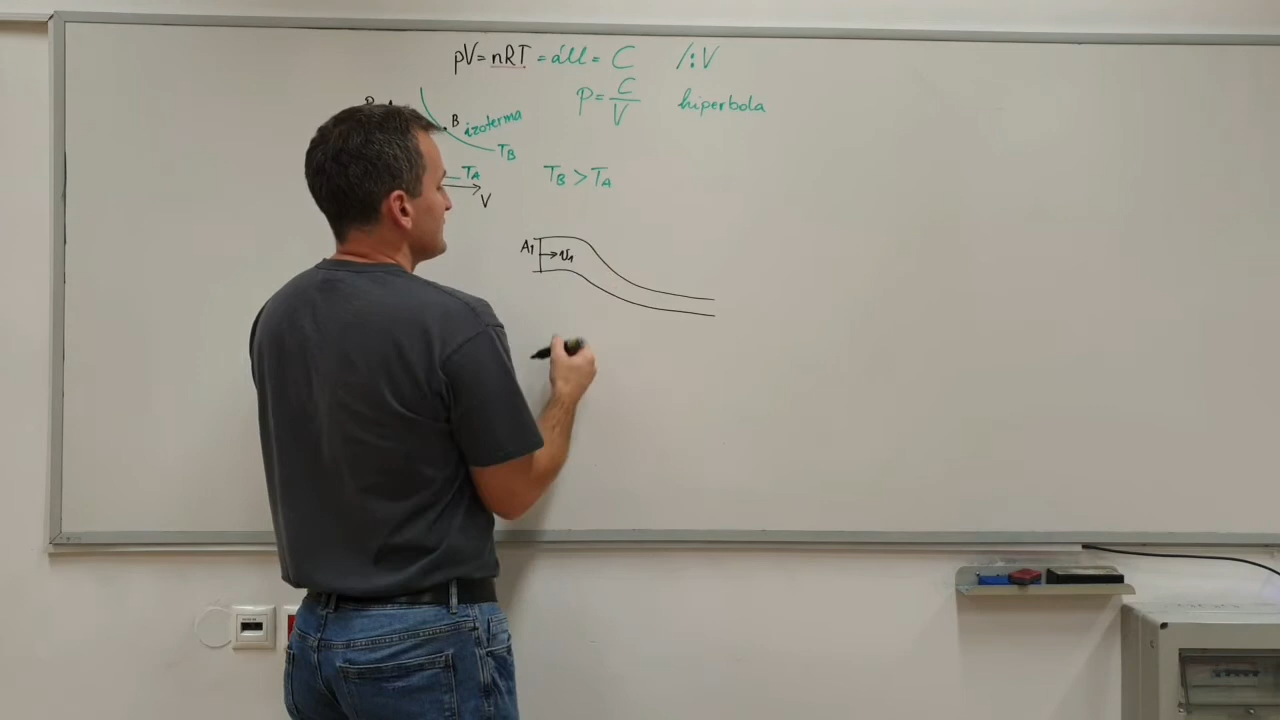 pV = nRT = áll = C /:V
p = C/V hiperbola
B izoterma
T_B
T_A
V
T_B > T_A
A₁ v₁